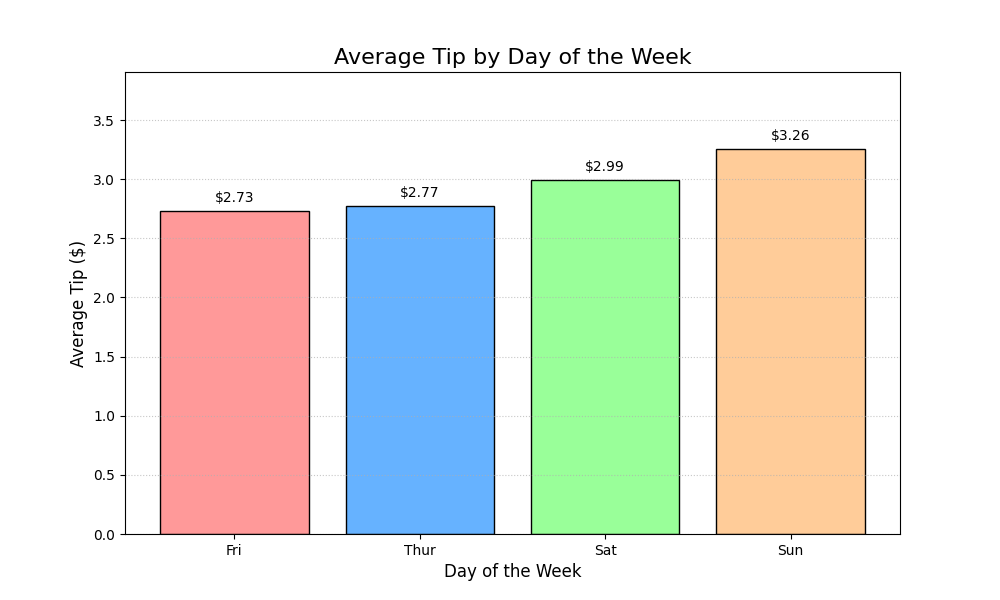 Average Tip by Day of the Week
Average Tip ($)
3.5
3.0
2.5
2.0
1.5
1.0
0.5
0.0
$2.73
$2.77
$2.99
$3.26
Fri
Thur
Sat
Sun
Day of the Week